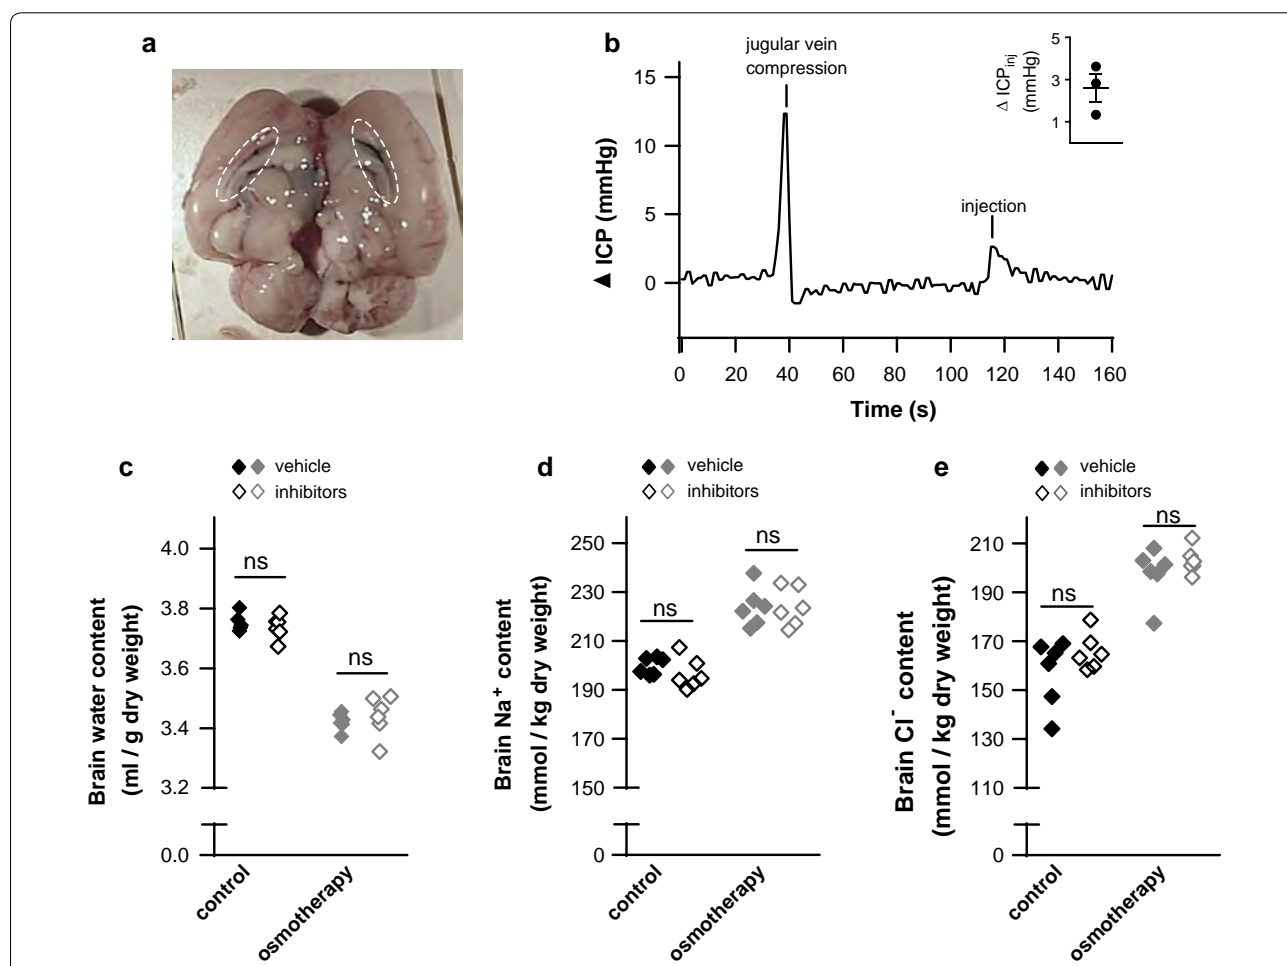 a
b
jugular vein
compression
injection
15
10
5
0
▲ ICP (mmHg)
0 20 40 60 80 100 120 140 160
Time (s)
5
3
1
Δ ICPinj
(mmHg)
c
vehicle
inhibitors
4.0
3.8
3.6
3.4
3.2
0.0
Brain water content
(ml / g dry weight)
ns
ns
control
osmotherapy
d
vehicle
inhibitors
250
230
210
190
170
150
0
Brain Na+ content
(mmol / kg dry weight)
ns
ns
control
osmotherapy
e
vehicle
inhibitors
210
190
170
150
130
110
0
Brain Cl- content
(mmol / kg dry weight)
ns
ns
control
osmotherapy